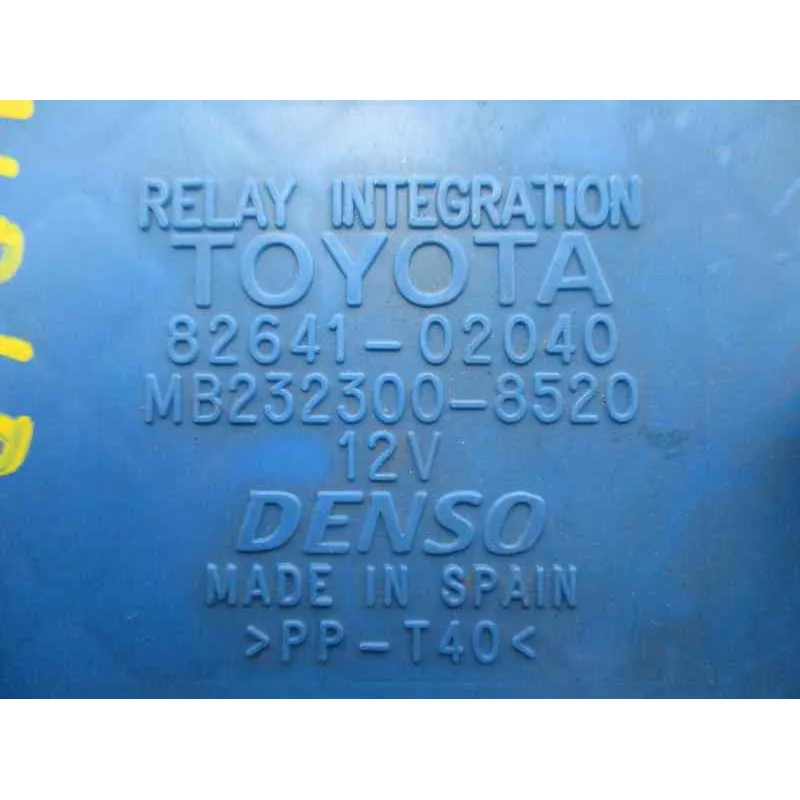 RELAY INTEGRATION
TOYOTA
82641-02040
MB232300-8520
12V
DENSO
MADE IN SPAIN
>PP-T40<